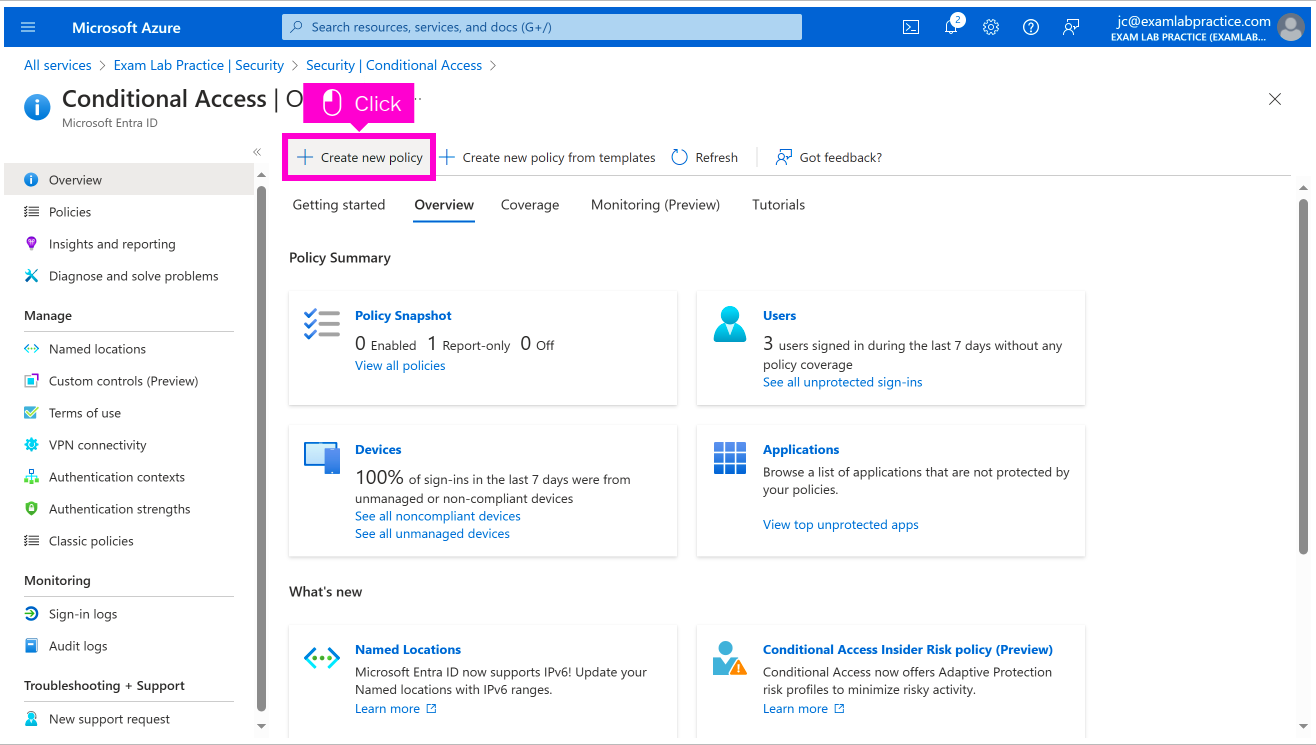 Microsoft Azure
Search resources, services, and docs (G+/)
2
jc@examlabpractice.com
EXAM LAB PRACTICE (EXAMLAB...
All services > Exam Lab Practice | Security > Security | Conditional Access >
Conditional Access | O
Click
...
Microsoft Entra ID
Create new policy
Create new policy from templates
Refresh
Got feedback?
Overview
Policies
Insights and reporting
Diagnose and solve problems
Manage
Named locations
Custom controls (Preview)
Terms of use
VPN connectivity
Authentication contexts
Authentication strengths
Classic policies
Monitoring
Sign-in logs
Audit logs
Troubleshooting + Support
New support request
Getting started
Overview
Coverage
Monitoring (Preview)
Tutorials
Policy Summary
Policy Snapshot
0 Enabled 1 Report-only 0 Off
View all policies
Users
3 users signed in during the last 7 days without any
policy coverage
See all unprotected sign-ins
Devices
100% of sign-ins in the last 7 days were from
unmanaged or non-compliant devices
See all noncompliant devices
See all unmanaged devices
Applications
Browse a list of applications that are not protected by
your policies.
View top unprotected apps
What's new
Named Locations
Microsoft Entra ID now supports IPv6! Update your
Named locations with IPv6 ranges.
Learn more
Conditional Access Insider Risk policy (Preview)
Conditional Access now offers Adaptive Protection
risk profiles to minimize risky activity.
Learn more